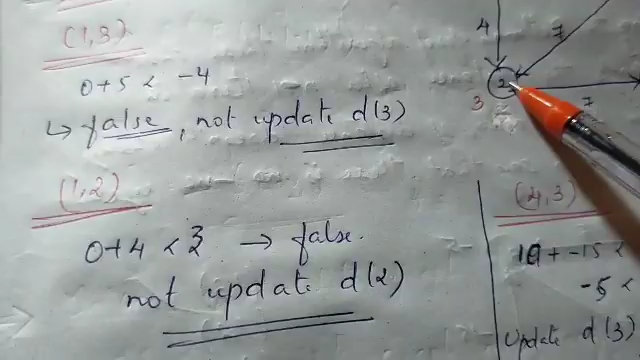 (1,3)
0+5 < -4
↳ false, not update d(3)
(1,2)
0+4 < 3 → false.
not update d(2)
4
7
2
3
7
(4,3)
10 + -15 <
-5 <
update d(3)